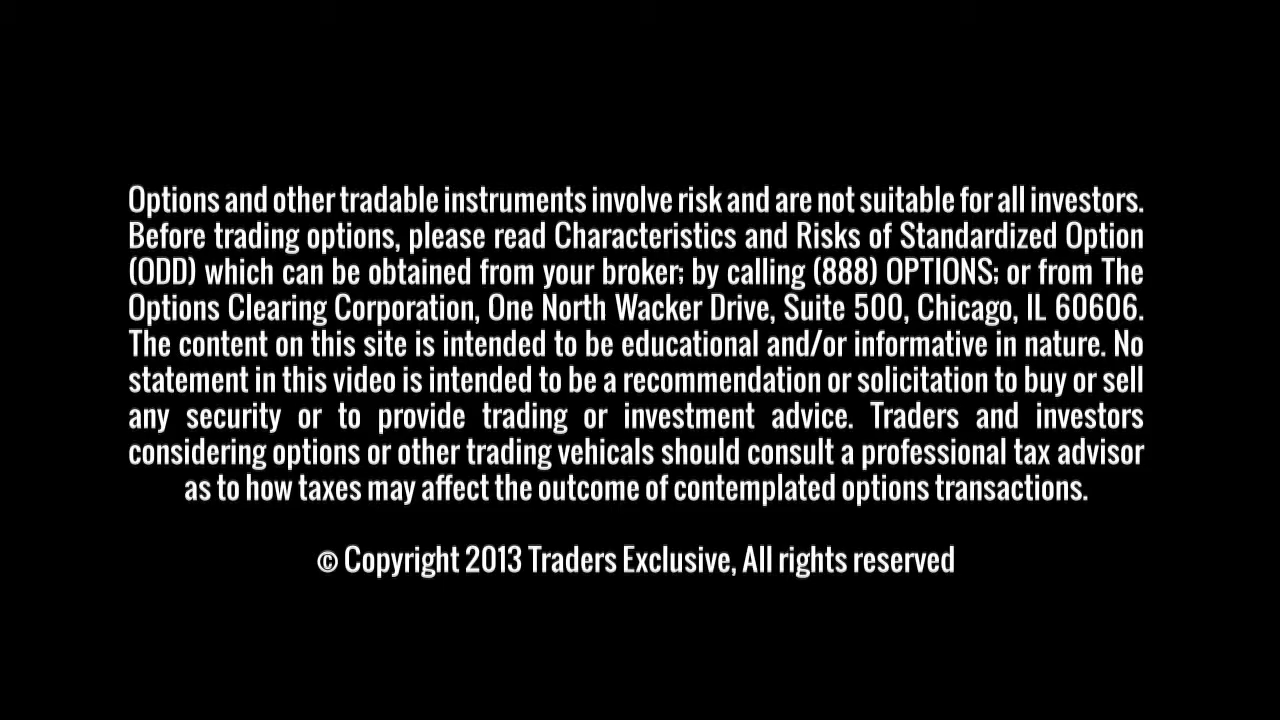 Options and other tradable instruments involve risk and are not suitable for all investors.
Before trading options, please read Characteristics and Risks of Standardized Option
(ODD) which can be obtained from your broker; by calling (888) OPTIONS; or from The
Options Clearing Corporation, One North Wacker Drive, Suite 500, Chicago, IL 60606.
The content on this site is intended to be educational and/or informative in nature. No
statement in this video is intended to be a recommendation or solicitation to buy or sell
any security or to provide trading or investment advice. Traders and investors
considering options or other trading vehicals should consult a professional tax advisor
as to how taxes may affect the outcome of contemplated options transactions.
© Copyright 2013 Traders Exclusive, All rights reserved